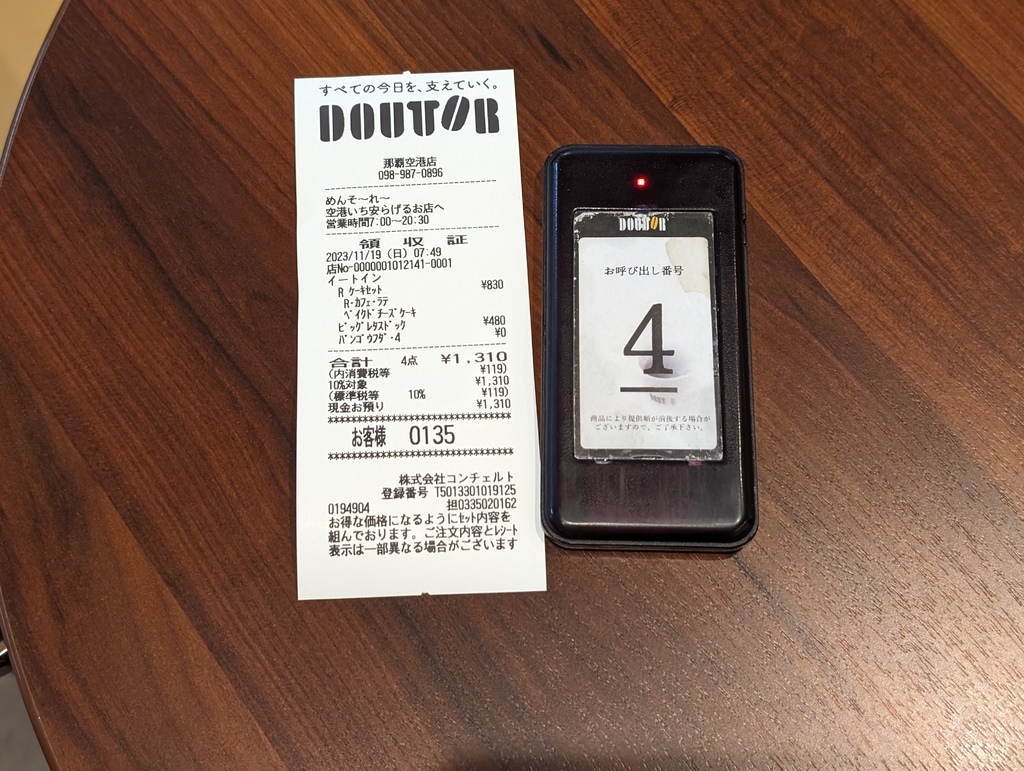 すべての今日を、支えていく。
DOUTOR
那覇空港店
098-987-0896
めんそ～れ～
空港いち安らげるお店へ
営業時間7:00～20:30
領収証
2023/11/19 (日) 07:49
店No-0000001012141-0001
イートイン
R ケーキセット ¥830
R・カフェ・ラテ
ベイクドチーズケーキ
ビッグレタスドック ¥480
バンゴウフダ・4 ¥0
合計 4点 ¥1,310
(内消費税等 ¥119)
10%対象 ¥1,310
(標準税等 10% ¥119)
現金お預り ¥1,310
お客様 0135
株式会社コンチェルト
登録番号 T5013301019125
0194904 担0335020162
お得な価格になるようにセット内容を
組んでおります。ご注文内容とレシート
表示は一部異なる場合がございます
DOUTOR
お呼び出し番号
4
商品により提供順が前後する場合が
ございますので、ご了承下さい。